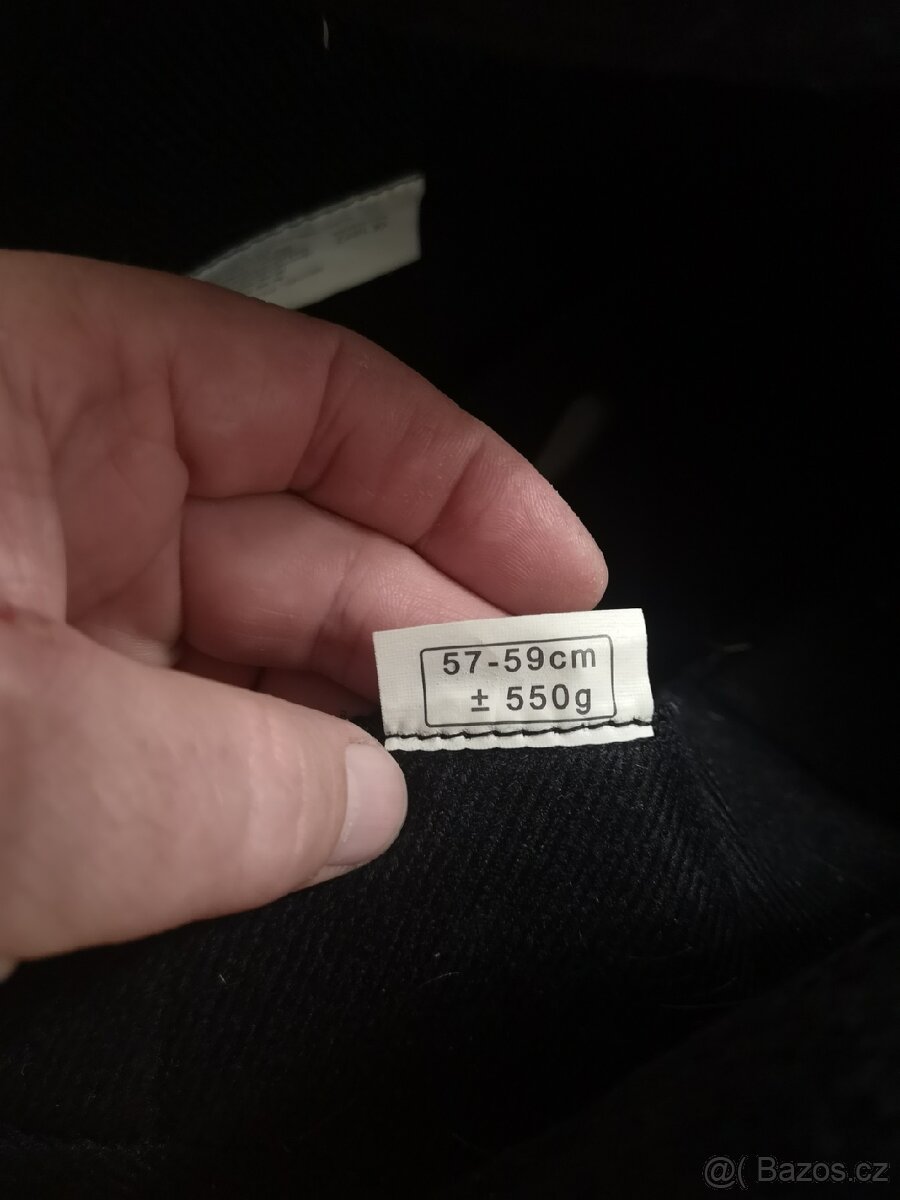 57-59cm
± 550g
@( Bazos.cz